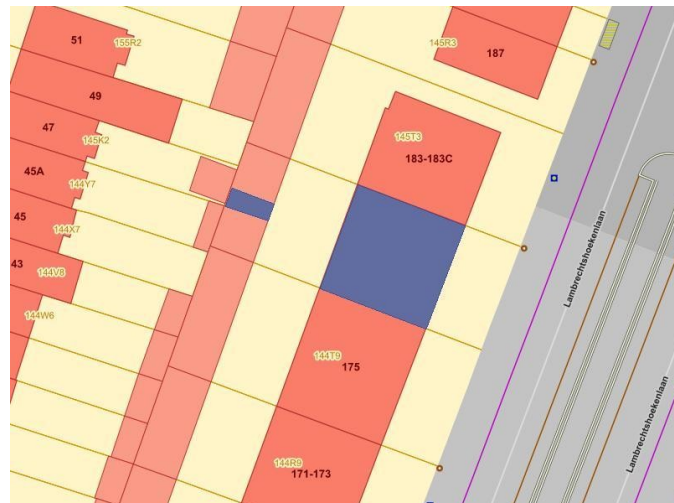 51
155R2
145R3
187
49
47
145K2
145T3
183-183C
45A
144Y7
45
144X7
43
144V8
144W6
Lambrechtshoekenlaan
144T9
175
Lambrechtshoekenlaan
144R9
171-173